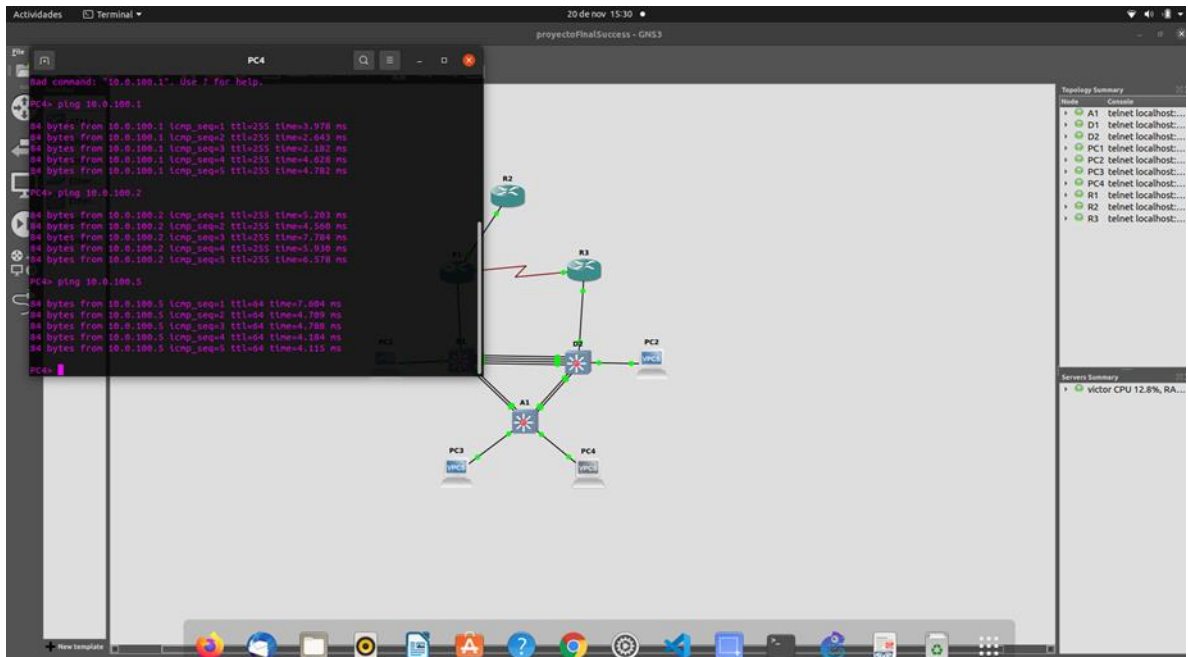 Actividades
Terminal
20 de nov 15:30
proyectoFinalSuccess - GNS3
File
PC4
Bad command: "10.0.100.1". Use ? for help.
PC4> ping 10.0.100.1
84 bytes from 10.0.100.1 icmp_seq=1 ttl=255 time=3.978 ms
84 bytes from 10.0.100.1 icmp_seq=2 ttl=255 time=2.643 ms
84 bytes from 10.0.100.1 icmp_seq=3 ttl=255 time=2.182 ms
84 bytes from 10.0.100.1 icmp_seq=4 ttl=255 time=4.628 ms
84 bytes from 10.0.100.1 icmp_seq=5 ttl=255 time=4.782 ms
PC4> ping 10.0.100.2
84 bytes from 10.0.100.2 icmp_seq=1 ttl=255 time=5.203 ms
84 bytes from 10.0.100.2 icmp_seq=2 ttl=255 time=4.560 ms
84 bytes from 10.0.100.2 icmp_seq=3 ttl=255 time=7.704 ms
84 bytes from 10.0.100.2 icmp_seq=4 ttl=255 time=5.930 ms
84 bytes from 10.0.100.2 icmp_seq=5 ttl=255 time=6.578 ms
PC4> ping 10.0.100.5
84 bytes from 10.0.100.5 icmp_seq=1 ttl=64 time=7.604 ms
84 bytes from 10.0.100.5 icmp_seq=2 ttl=64 time=4.709 ms
84 bytes from 10.0.100.5 icmp_seq=3 ttl=64 time=4.780 ms
84 bytes from 10.0.100.5 icmp_seq=4 ttl=64 time=4.184 ms
84 bytes from 10.0.100.5 icmp_seq=5 ttl=64 time=4.115 ms
PC4>
R2
R3
D2
PC2
VPCS
A1
PC3
VPCS
PC4
VPCS
Topology Summary
Node Console
A1 telnet localhost:...
D1 telnet localhost:...
D2 telnet localhost:...
PC1 telnet localhost:...
PC2 telnet localhost:...
PC3 telnet localhost:...
PC4 telnet localhost:...
R1 telnet localhost:...
R2 telnet localhost:...
R3 telnet localhost:...
Servers Summary
victor CPU 12.8%, RA...
New template